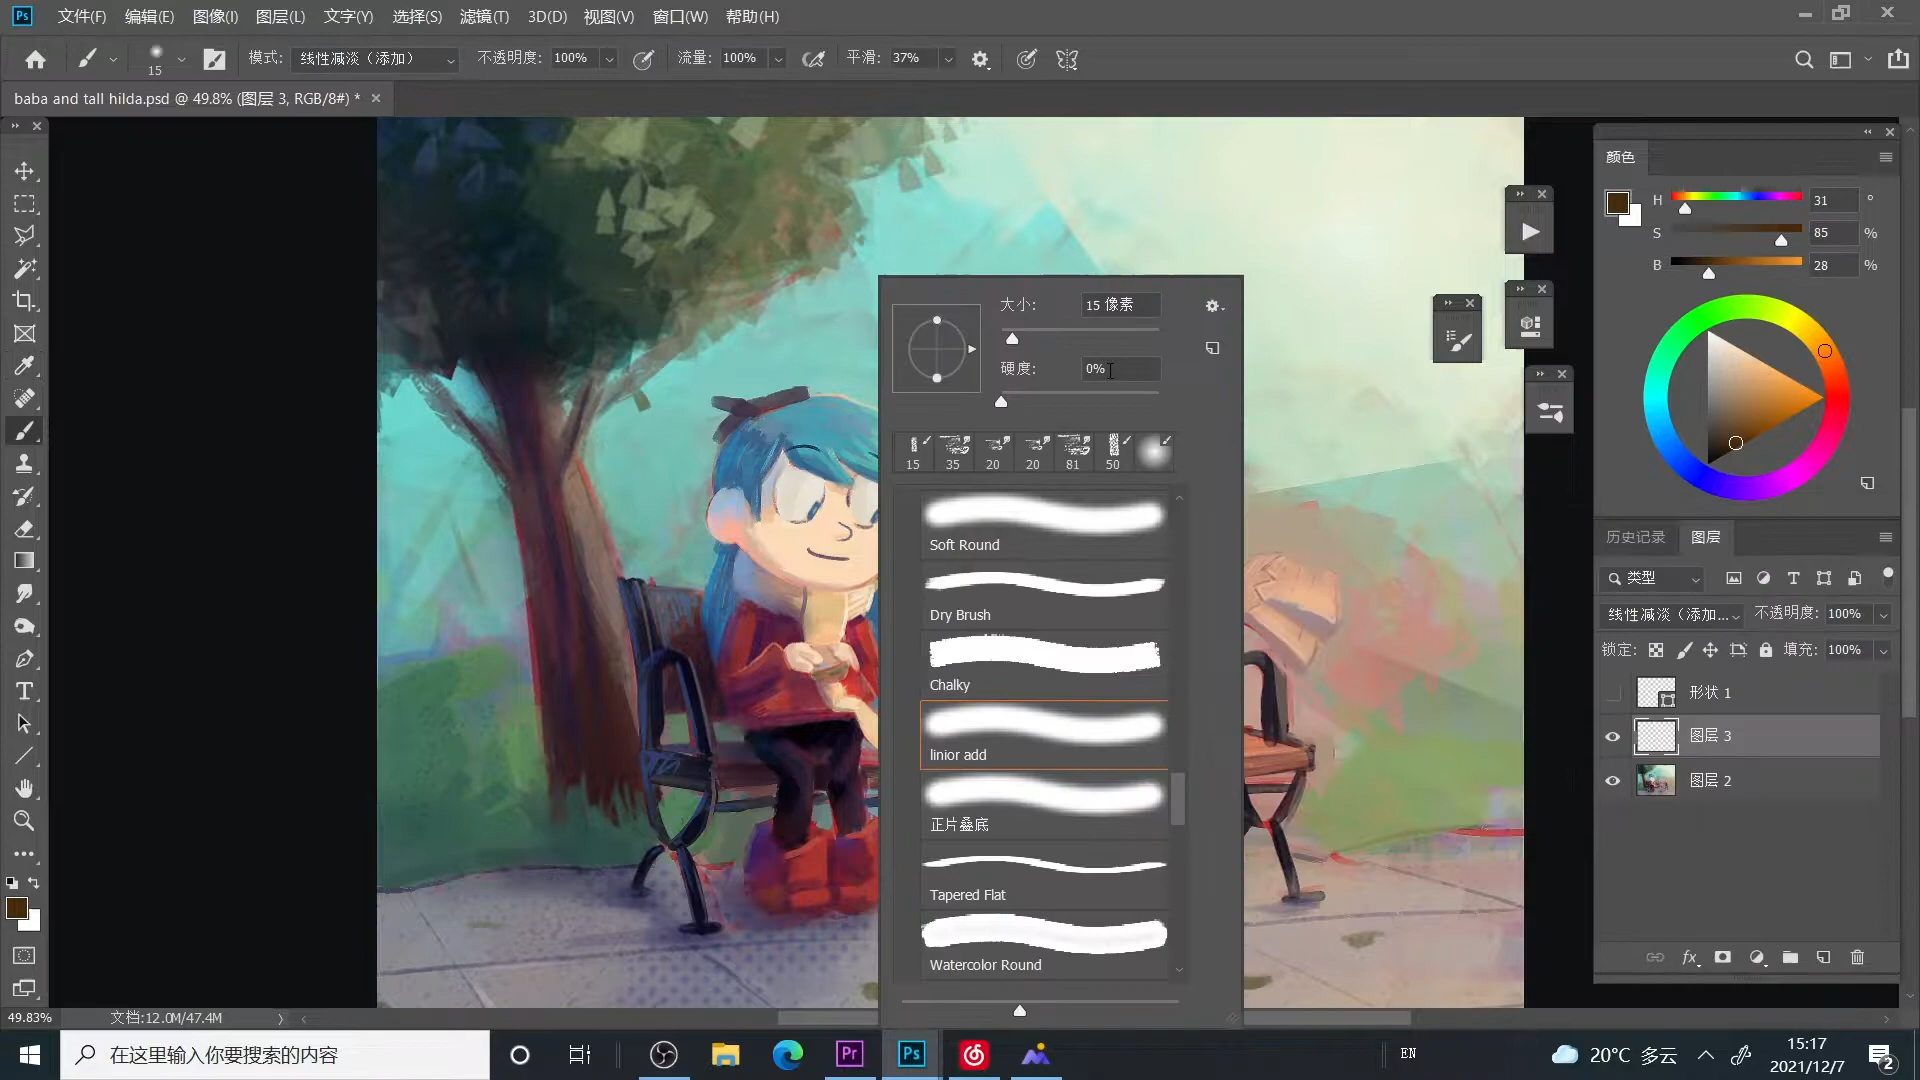 Ps 文件(F) 编辑(E) 图像(I) 图层(L) 文字(Y) 选择(S) 滤镜(T) 3D(D) 视图(V) 窗口(W) 帮助(H)
15 模式: 线性减淡（添加） 不透明度: 100% 流量: 100% 平滑: 37%
baba and tall hilda.psd @ 49.8% (图层 3, RGB/8#) *
颜色
H 31 °
S 85 %
B 28 %
大小: 15 像素
硬度: 0%
15 35 20 20 81 50
Soft Round
Dry Brush
Chalky
linior add
正片叠底
Tapered Flat
Watercolor Round
历史记录 图层
类型
线性减淡（添加... 不透明度: 100%
锁定: 填充: 100%
形状 1
图层 3
图层 2
fx
49.83% 文档:12.0M/47.4M
在这里输入你要搜索的内容
Pr Ps
EN
20°C 多云
15:17
2021/12/7
2